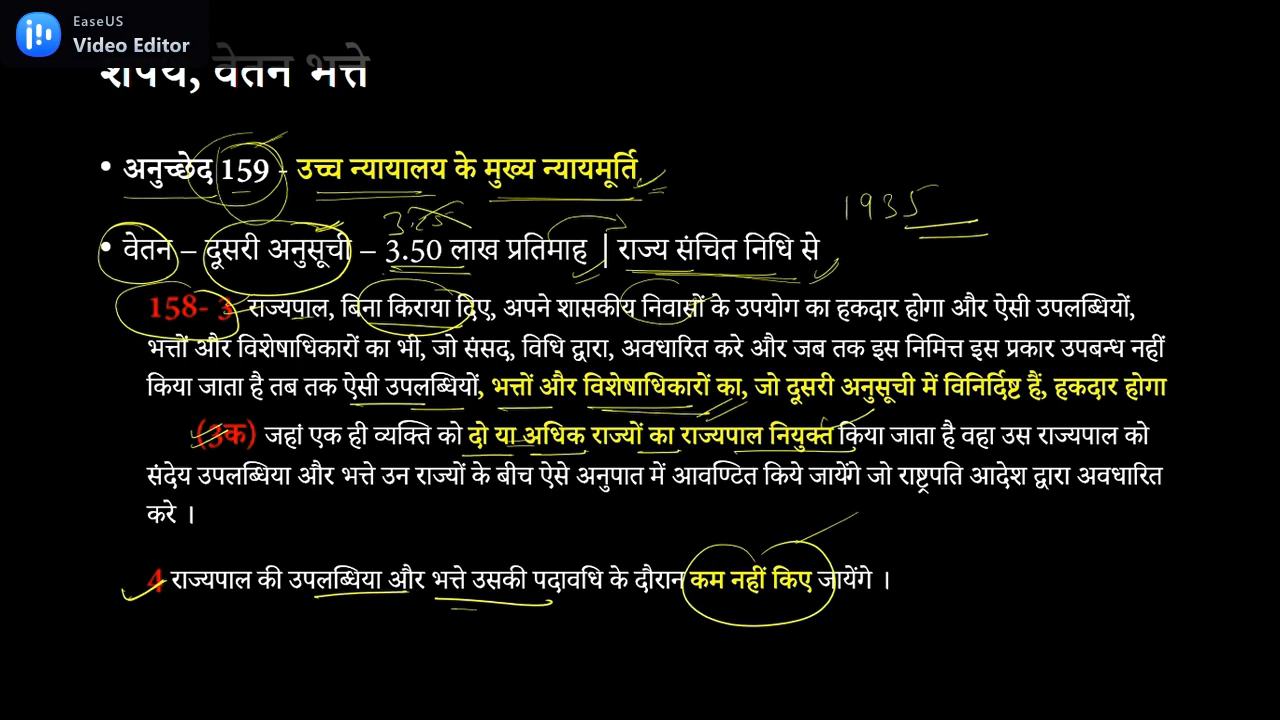 EaseUS
Video Editor
शपथ, वेतन भत्ते
• अनुच्छेद 159 - उच्च न्यायालय के मुख्य न्यायमूर्ति
1935
3.25
• वेतन – दूसरी अनुसूची – 3.50 लाख प्रतिमाह | राज्य संचित निधि से
158- 3 राज्यपाल, बिना किराया दिए, अपने शासकीय निवासों के उपयोग का हकदार होगा और ऐसी उपलब्धियों,
भत्तों और विशेषाधिकारों का भी, जो संसद, विधि द्वारा, अवधारित करे और जब तक इस निमित्त इस प्रकार उपबन्ध नहीं
किया जाता है तब तक ऐसी उपलब्धियों, भत्तों और विशेषाधिकारों का, जो दूसरी अनुसूची में विनिर्दिष्ट हैं, हकदार होगा
(3क) जहां एक ही व्यक्ति को दो या अधिक राज्यों का राज्यपाल नियुक्त किया जाता है वहा उस राज्यपाल को
संदेय उपलब्धिया और भत्ते उन राज्यों के बीच ऐसे अनुपात में आवण्टित किये जायेंगे जो राष्ट्रपति आदेश द्वारा अवधारित
करे ।
4 राज्यपाल की उपलब्धिया और भत्ते उसकी पदावधि के दौरान कम नहीं किए जायेंगे ।